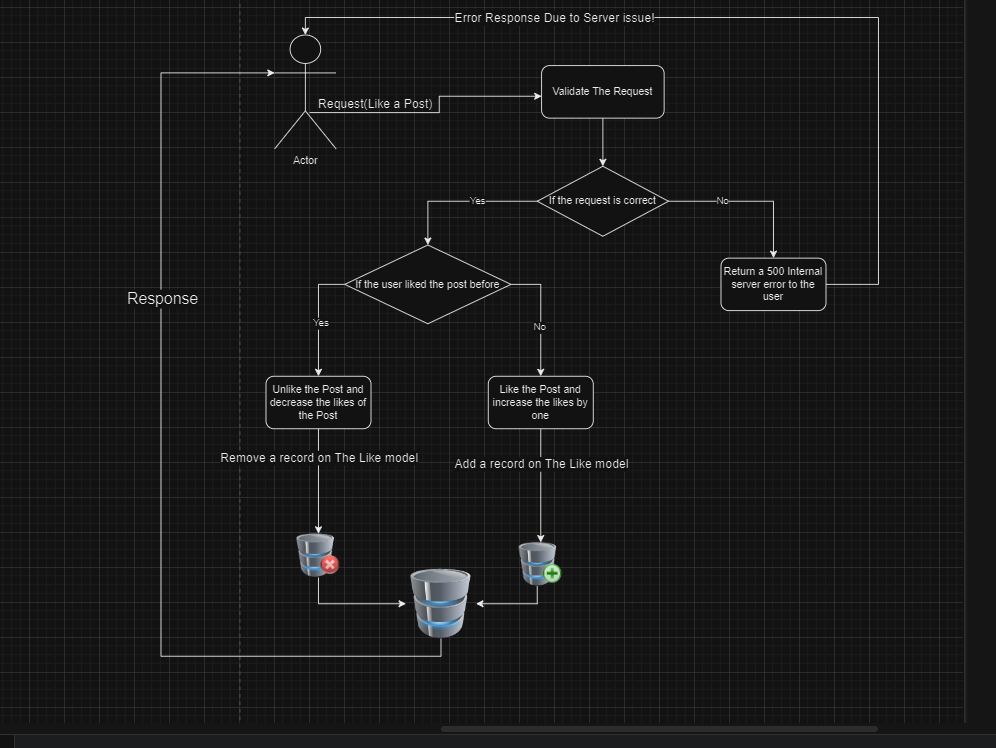 Error Response Due to Server issue!
Validate The Request
Request(Like a Post)
Actor
Yes
If the request is correct
No
Return a 500 Internal
server error to the
user
If the user liked the post before
Response
Yes
No
Unlike the Post and
decrease the likes of
the Post
Like the Post and
increase the likes by
one
Remove a record on The Like model
Add a record on The Like model